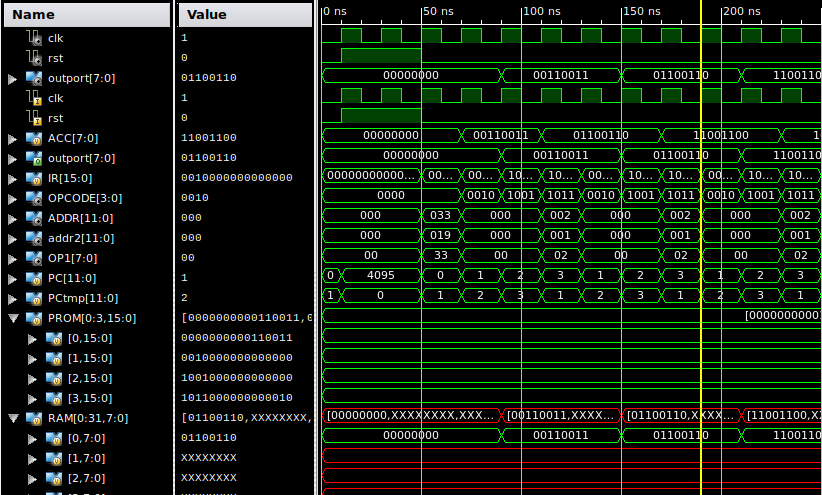 Name Value 0 ns 50 ns 100 ns 150 ns 200 ns
clk 1
rst 0
outport[7:0] 01100110 00000000 00110011 01100110 1100110
clk 1
rst 0
ACC[7:0] 11001100 00000000 00110011 01100110 11001100 1
outport[7:0] 01100110 00000000 00110011 01100110 1100110
IR[15:0] 0010000000000000 00000000000... 00... 00... 10... 10... 00... 10... 10... 00... 10... 10...
OPCODE[3:0] 0010 0000 0010 1001 1011 0010 1001 1011 0010 1001 1011
ADDR[11:0] 000 000 033 000 002 000 002 000 002
addr2[11:0] 000 000 019 000 001 000 001 000 001
OP1[7:0] 00 00 33 00 02 00 02 00 02
PC[11:0] 1 0 4095 0 1 2 3 1 2 3 1 2 3
PCtmp[11:0] 2 1 0 1 2 3 1 2 3 1 2 3 1
PROM[0:3,15:0] [0000000000110011,0 [00000000001
[0,15:0] 0000000000110011
[1,15:0] 0010000000000000
[2,15:0] 1001000000000000
[3,15:0] 1011000000000010
RAM[0:31,7:0] [01100110,XXXXXXXX, [00000000,XXXXXXXX,XXX... [00110011,XXXX... [01100110,XXXX... [11001100,X
[0,7:0] 01100110 00000000 00110011 01100110 1100110
[1,7:0] XXXXXXXX
[2,7:0] XXXXXXXX